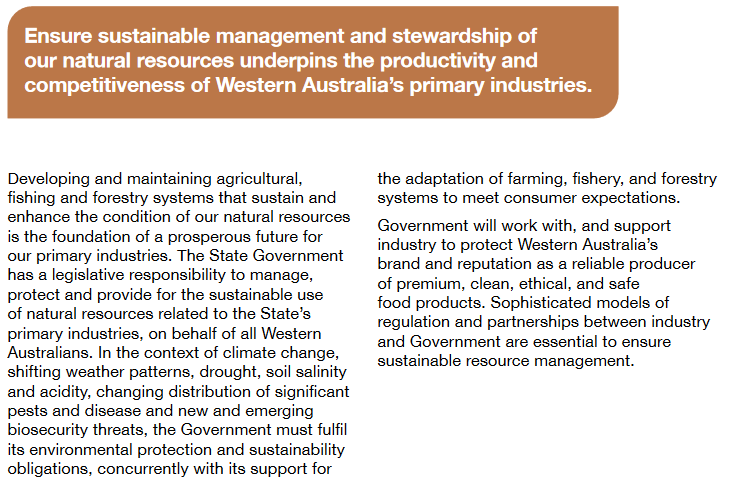 Ensure sustainable management and stewardship of
our natural resources underpins the productivity and
competitiveness of Western Australia’s primary industries.
Developing and maintaining agricultural,
fishing and forestry systems that sustain and
enhance the condition of our natural resources
is the foundation of a prosperous future for
our primary industries. The State Government
has a legislative responsibility to manage,
protect and provide for the sustainable use
of natural resources related to the State’s
primary industries, on behalf of all Western
Australians. In the context of climate change,
shifting weather patterns, drought, soil salinity
and acidity, changing distribution of significant
pests and disease and new and emerging
biosecurity threats, the Government must fulfil
its environmental protection and sustainability
obligations, concurrently with its support for
the adaptation of farming, fishery, and forestry
systems to meet consumer expectations.
Government will work with, and support
industry to protect Western Australia’s
brand and reputation as a reliable producer
of premium, clean, ethical, and safe
food products. Sophisticated models of
regulation and partnerships between industry
and Government are essential to ensure
sustainable resource management.